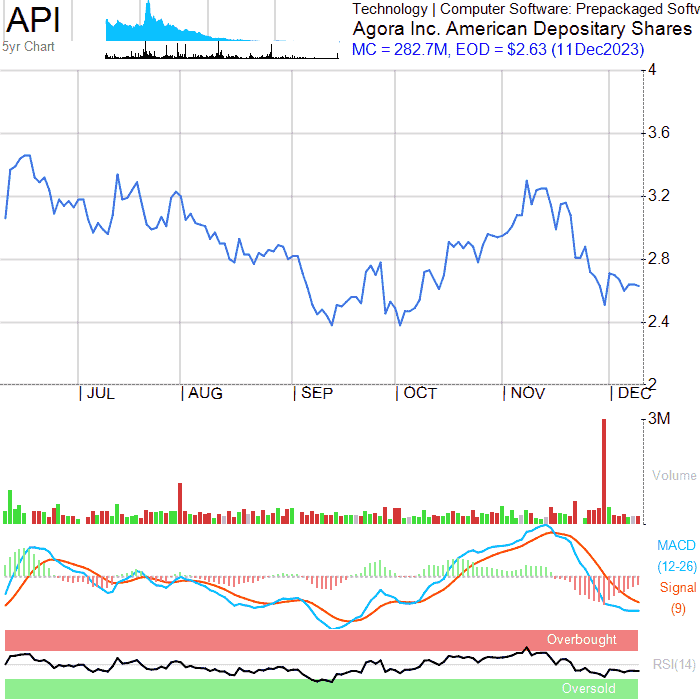 API
5yr Chart
Technology | Computer Software: Prepackaged Softw
Agora Inc. American Depositary Shares
MC = 282.7M, EOD = $2.63 (11Dec2023)
4
3.6
3.2
2.8
2.4
2
| JUL | AUG | SEP | OCT | NOV | DEC
3M
Volume
MACD
(12-26)
Signal
(9)
Overbought
RSI(14)
Oversold